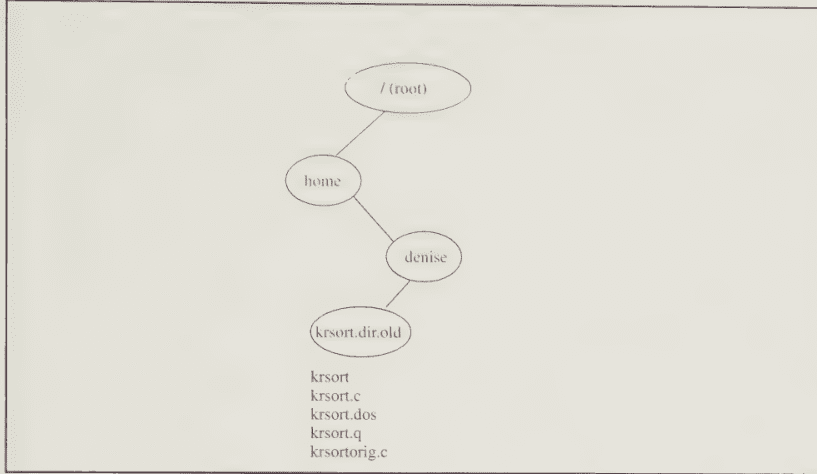 / (root)
home
denise
krsort.dir.old
krsort
krsort.c
krsort.dos
krsort.q
krsortorig.c